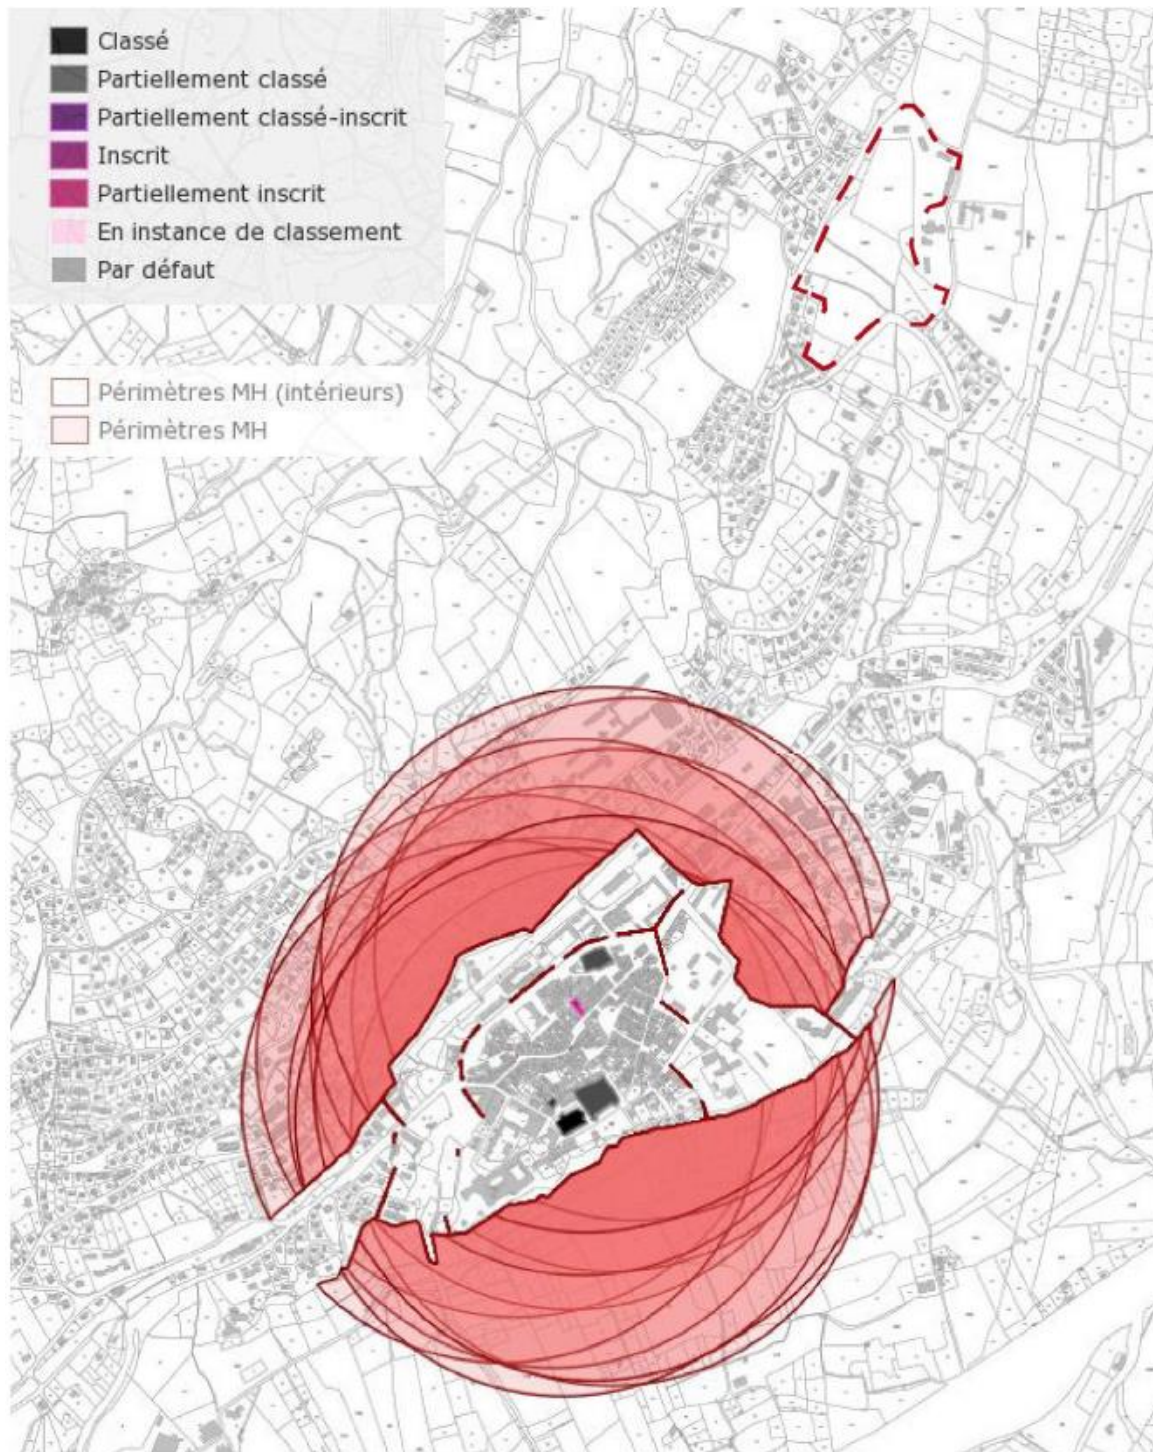 Classé
Partiellement classé
Partiellement classé-inscrit
Inscrit
Partiellement inscrit
En instance de classement
Par défaut
Périmètres MH (intérieurs)
Périmètres MH